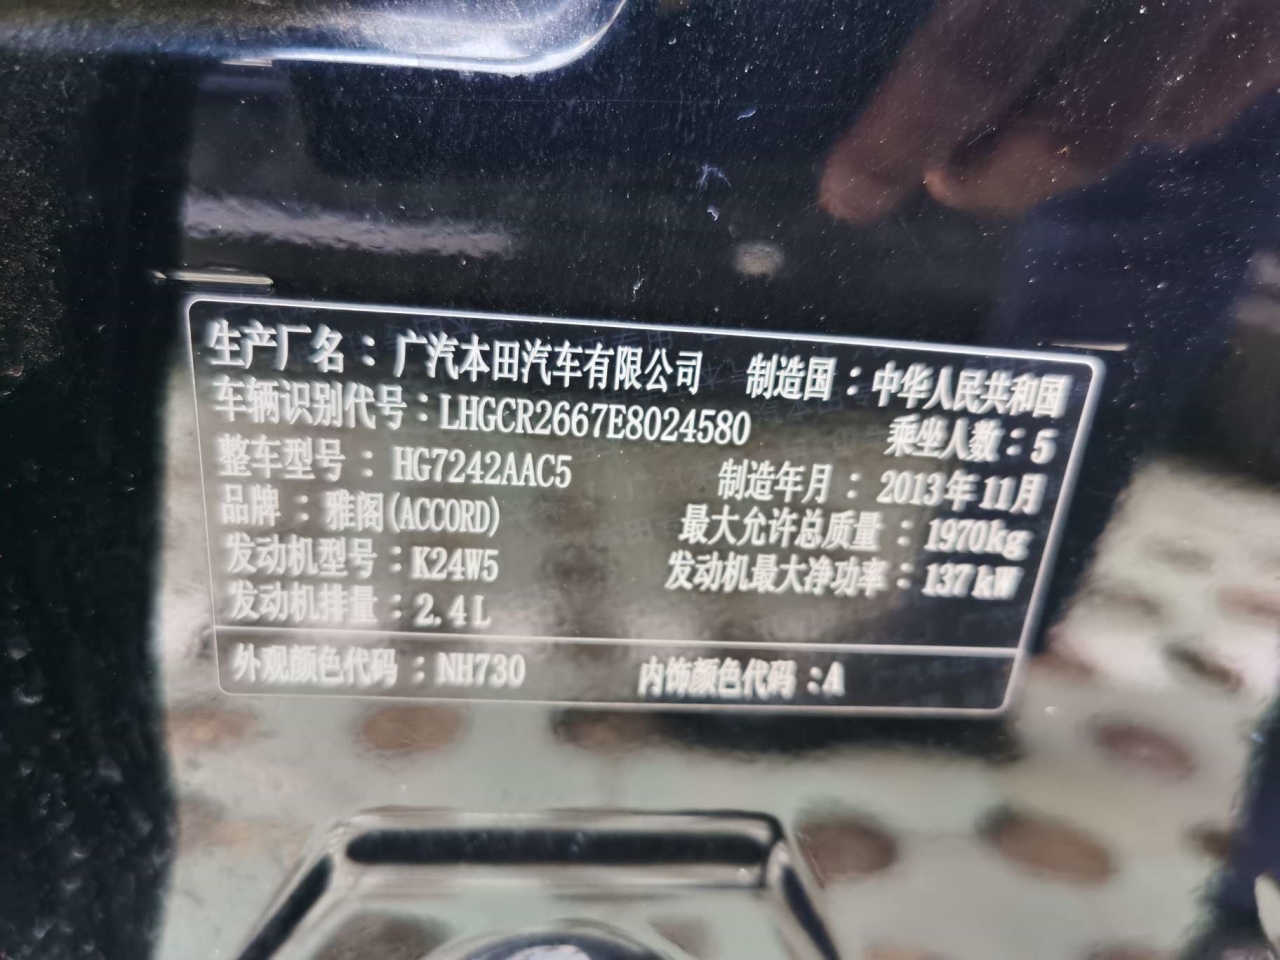 生产厂名：广汽本田汽车有限公司 制造国：中华人民共和国
车辆识别代号：LHGCR2667E8024580 乘坐人数：5
整车型号：HG7242AAC5 制造年月：2013年11月
品牌：雅阁(ACCORD) 最大允许总质量：1970kg
发动机型号：K24W5 发动机最大净功率：137kW
发动机排量：2.4L
外观颜色代码：NH730 内饰颜色代码：A